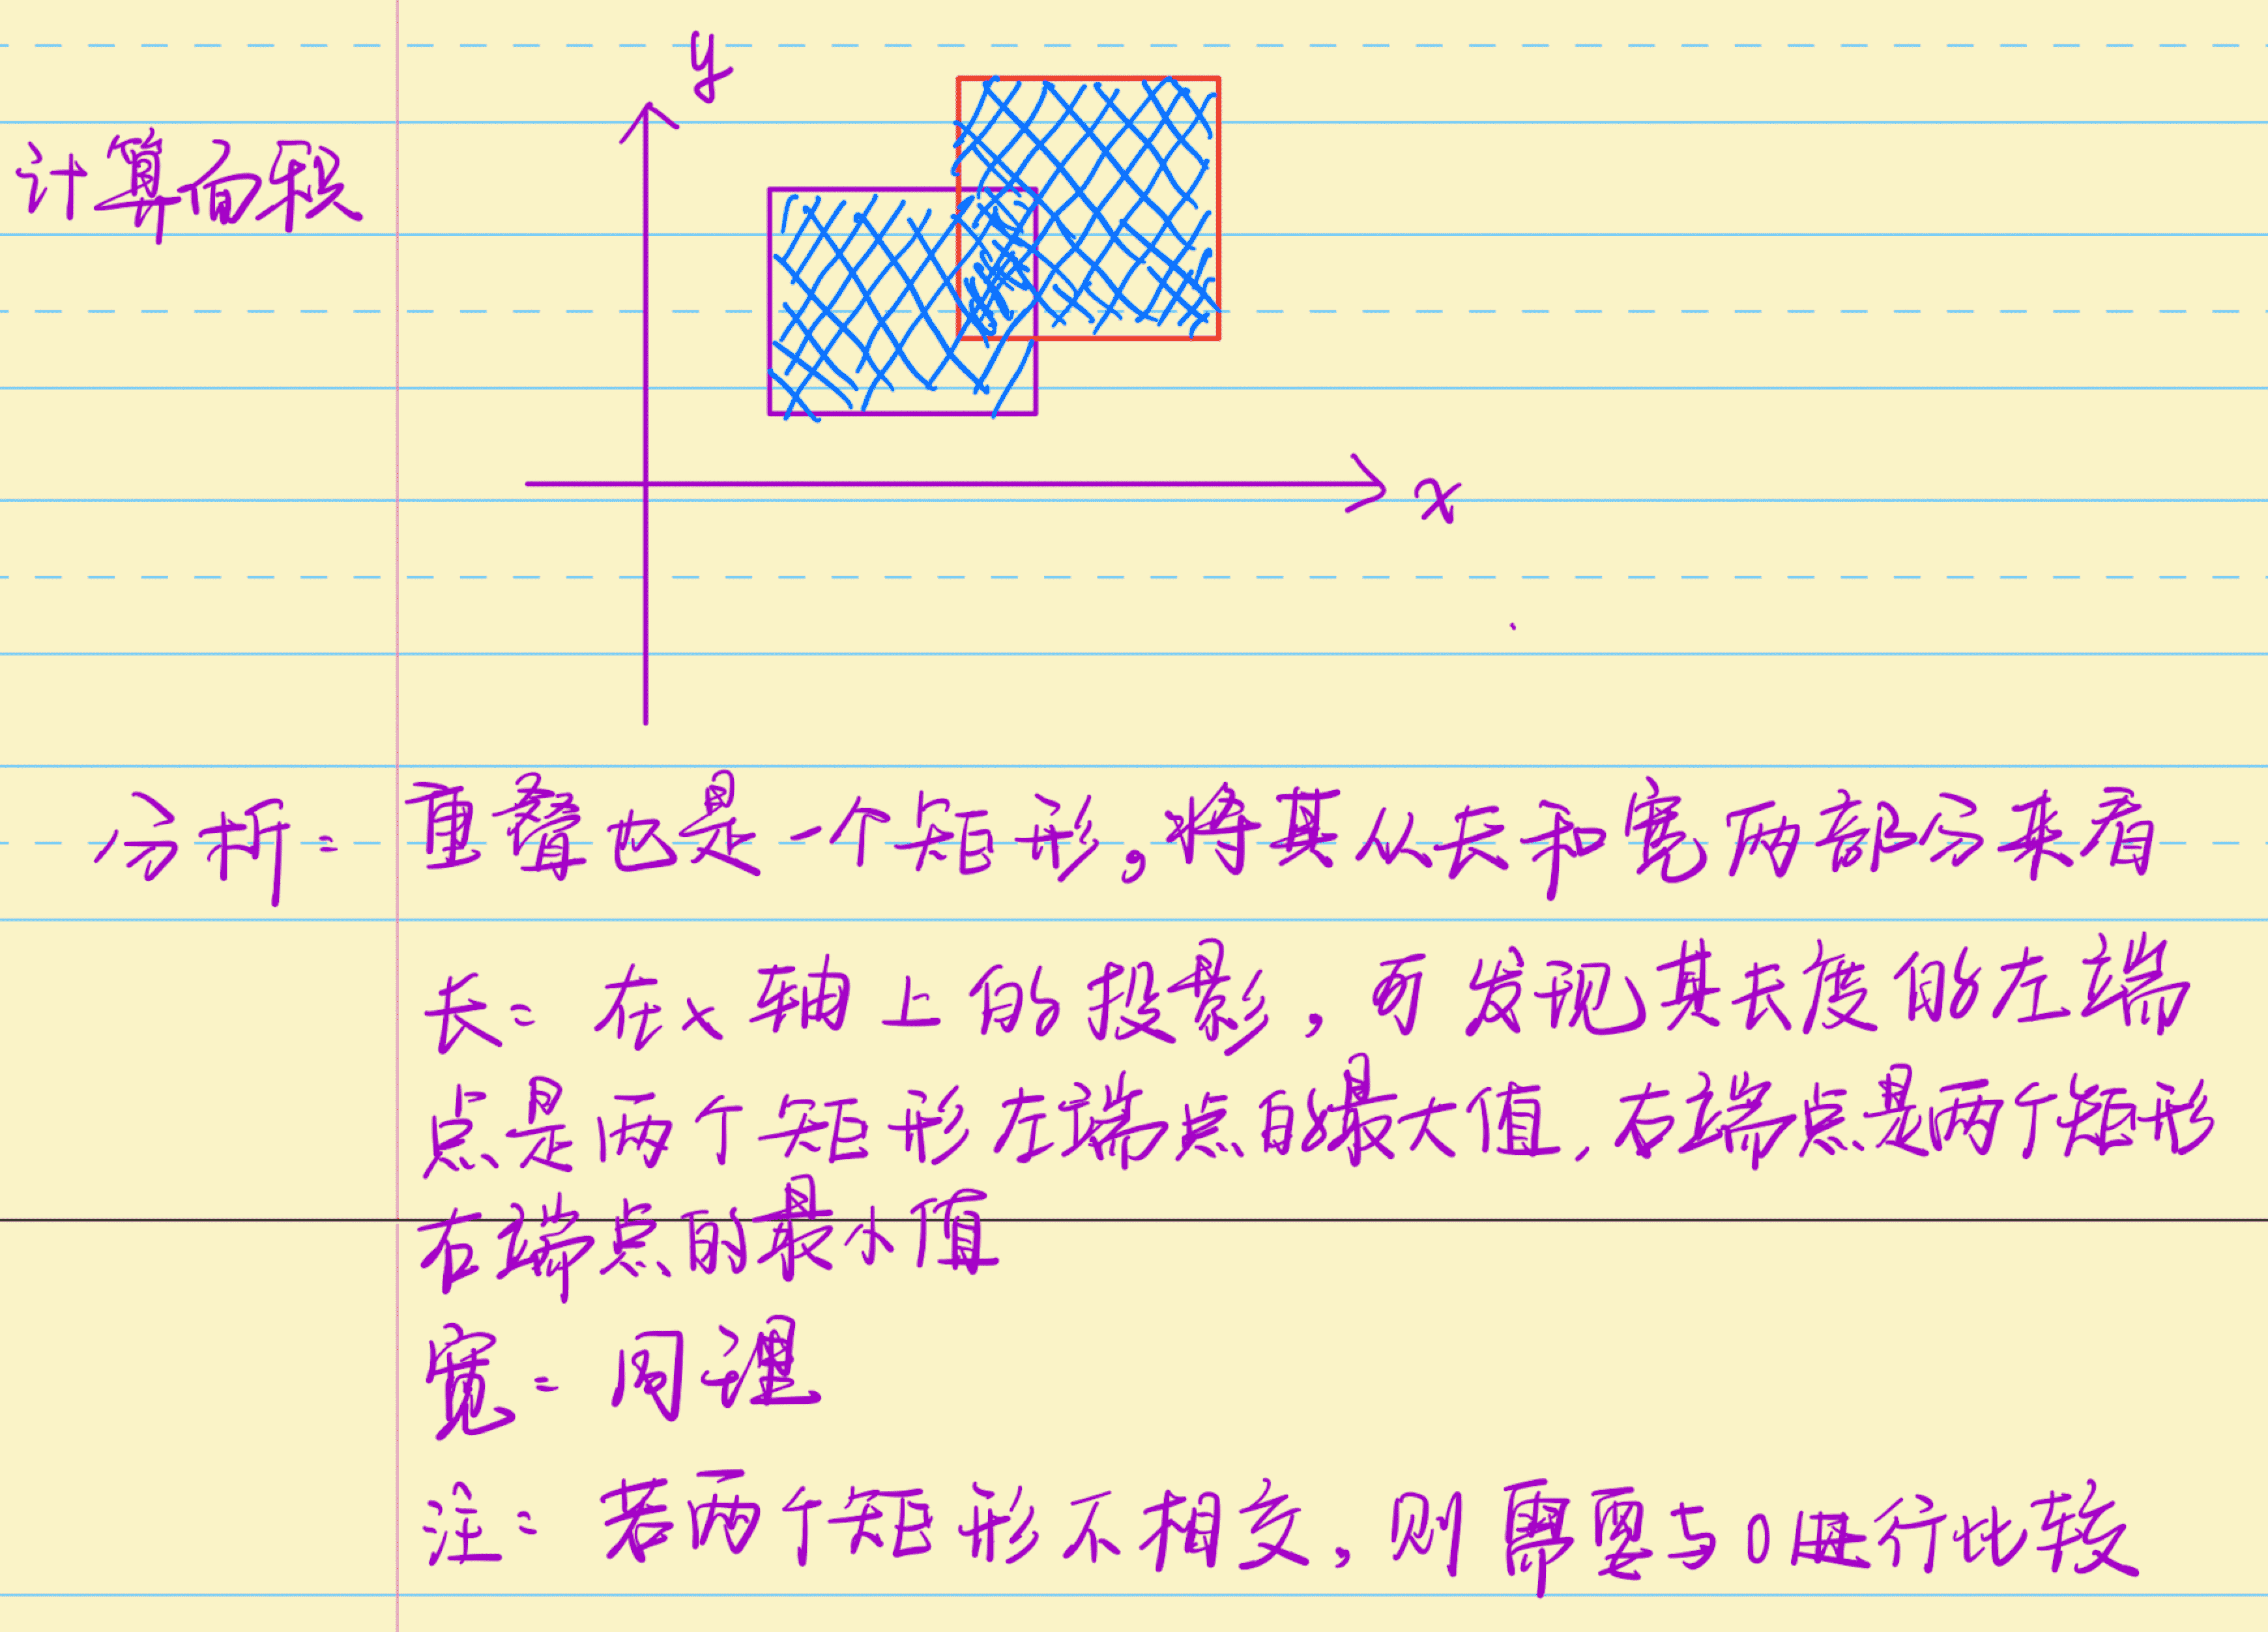 y
计算面积
x
分析: 重叠也是一个矩形,将其从长和宽两部分来看
长: 在x轴上的投影,可发现其长度的左端
点是两个矩形左端点的最大值,右端点是两个矩形
右端点的最小值
宽: 同理
注: 若两个矩形不相交,则需要与0进行比较